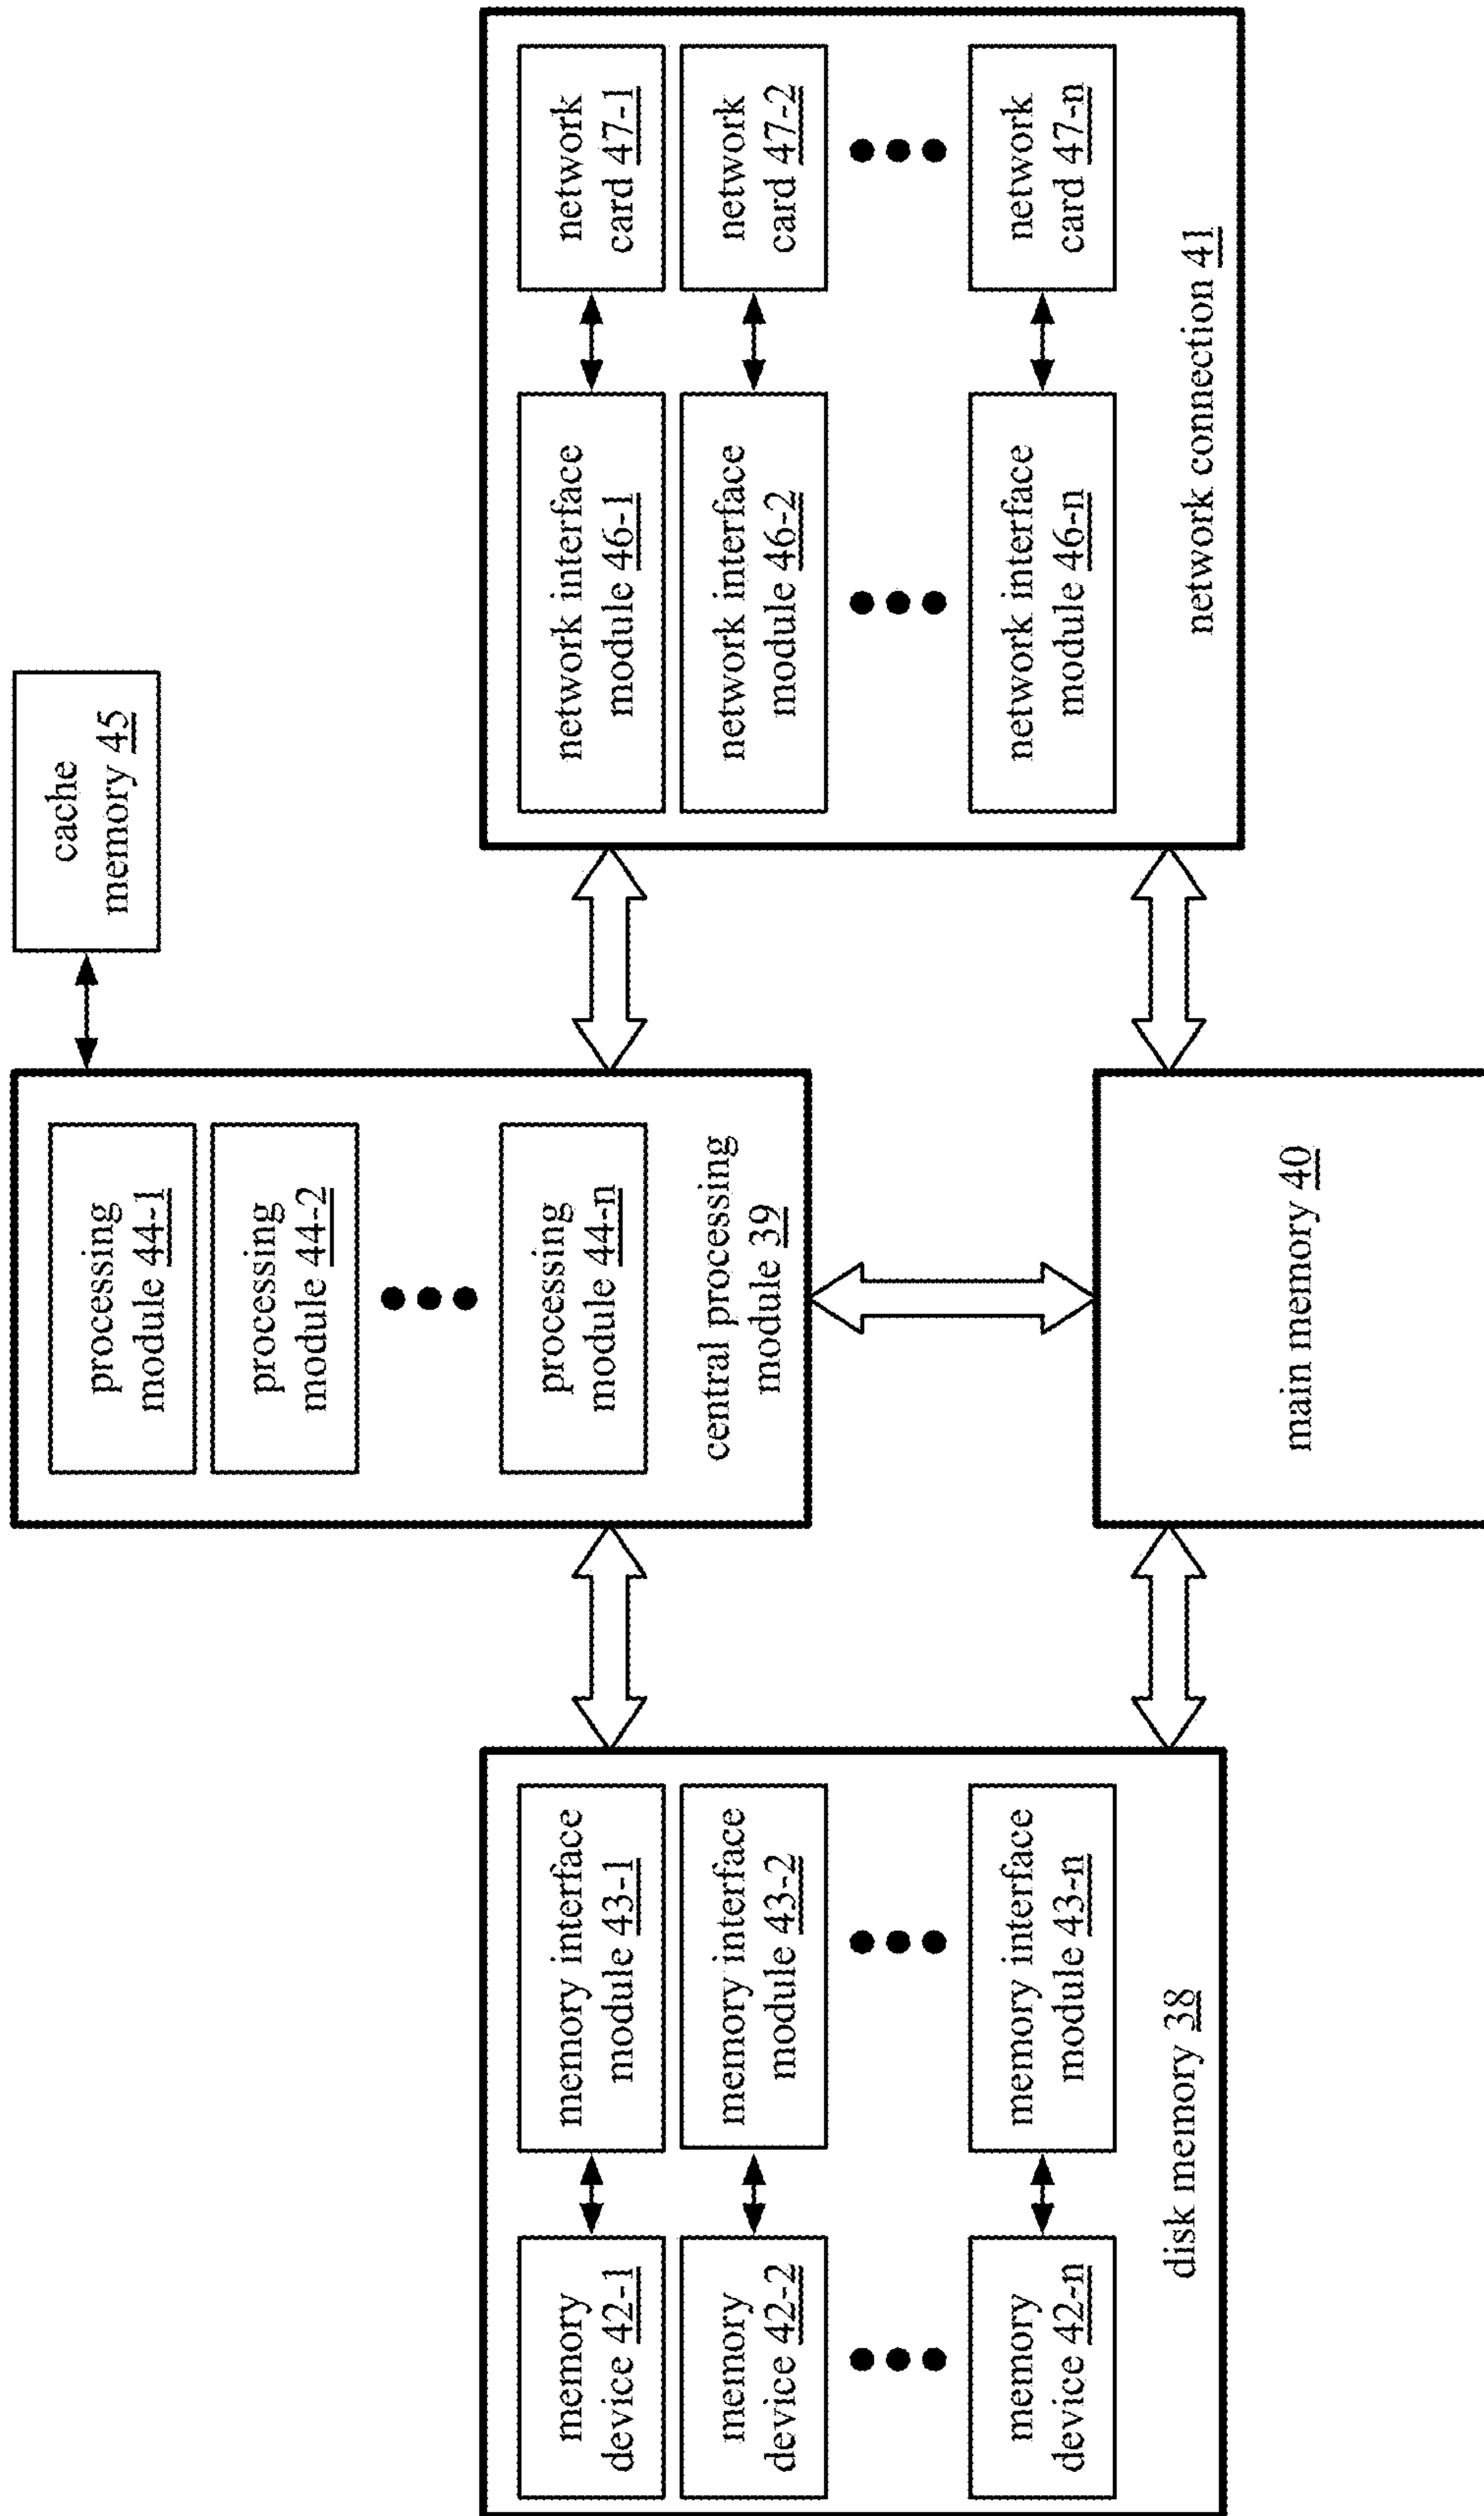 cache
memory 45
processing
module 44-1
processing
module 44-2
processing
module 44-n
central processing
module 39
main memory 40
memory
device 42-1
memory interface
module 43-1
memory
device 42-2
memory interface
module 43-2
memory
device 42-n
memory interface
module 43-n
disk memory 38
network interface
module 46-1
network
card 47-1
network interface
module 46-2
network
card 47-2
network interface
module 46-n
network
card 47-n
network connection 41